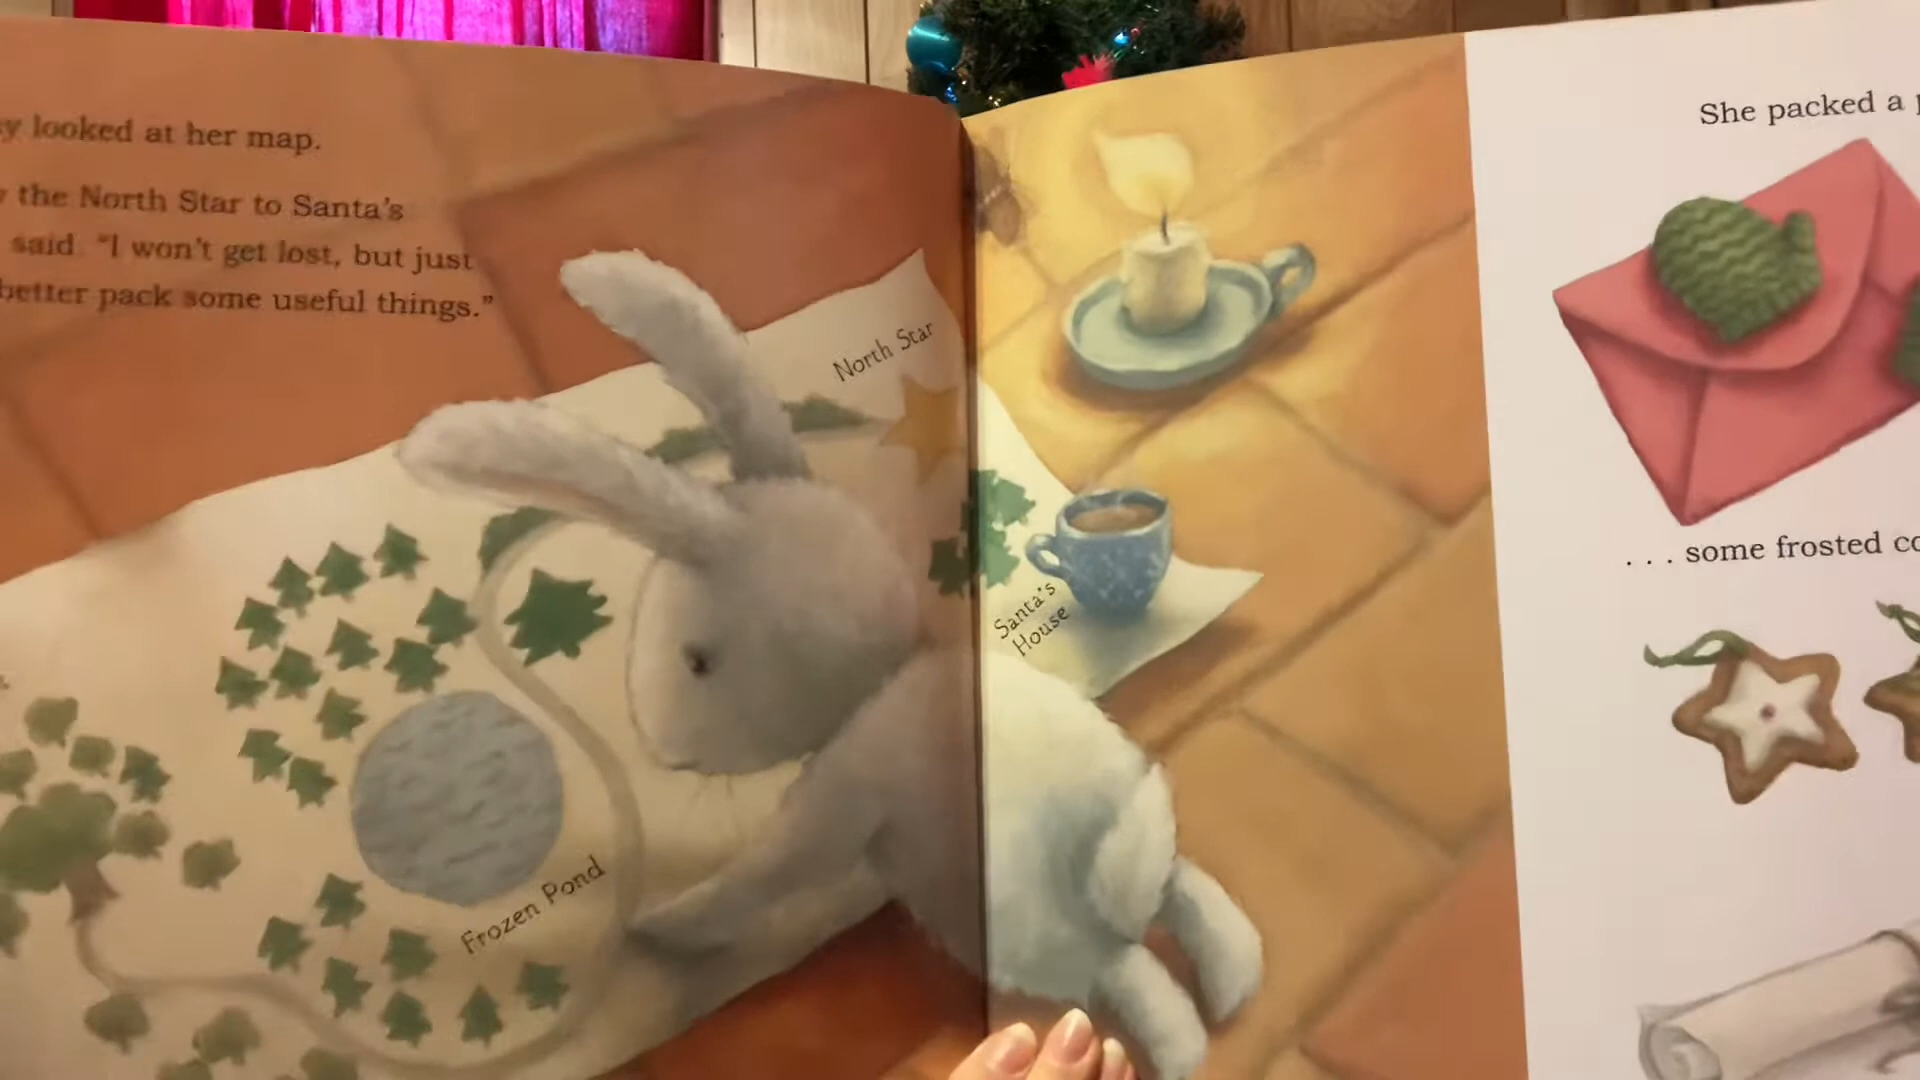 looked at her map.
the North Star to Santa's
said. "I won't get lost, but just
better pack some useful things."
North Star
Santa's
House
Frozen Pond
She packed a
. . . some frosted